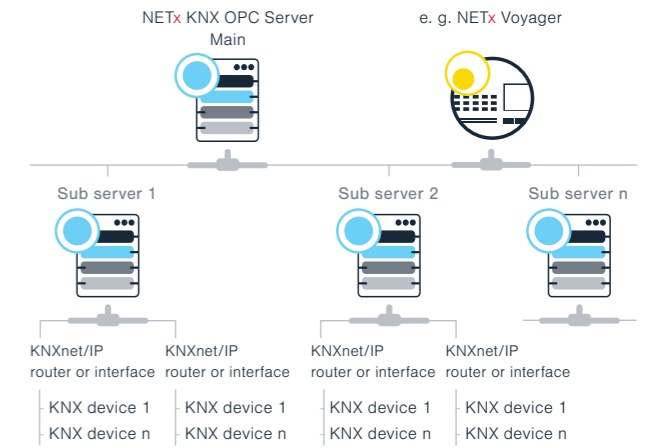 NETx KNX OPC Server
Main
e. g. NETx Voyager
Sub server 1
Sub server 2
Sub server n
KNXnet/IP
router or interface
KNXnet/IP
router or interface
KNXnet/IP
router or interface
KNXnet/IP
router or interface
KNX device 1
KNX device n
KNX device 1
KNX device n
KNX device 1
KNX device n
KNX device 1
KNX device n